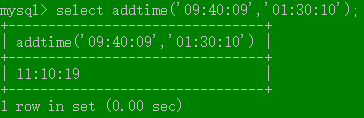 mysql> select addtime('09:40:09','01:30:10');
+--------------------------------+
| addtime('09:40:09','01:30:10') |
+--------------------------------+
| 11:10:19                       |
+--------------------------------+
1 row in set (0.00 sec)